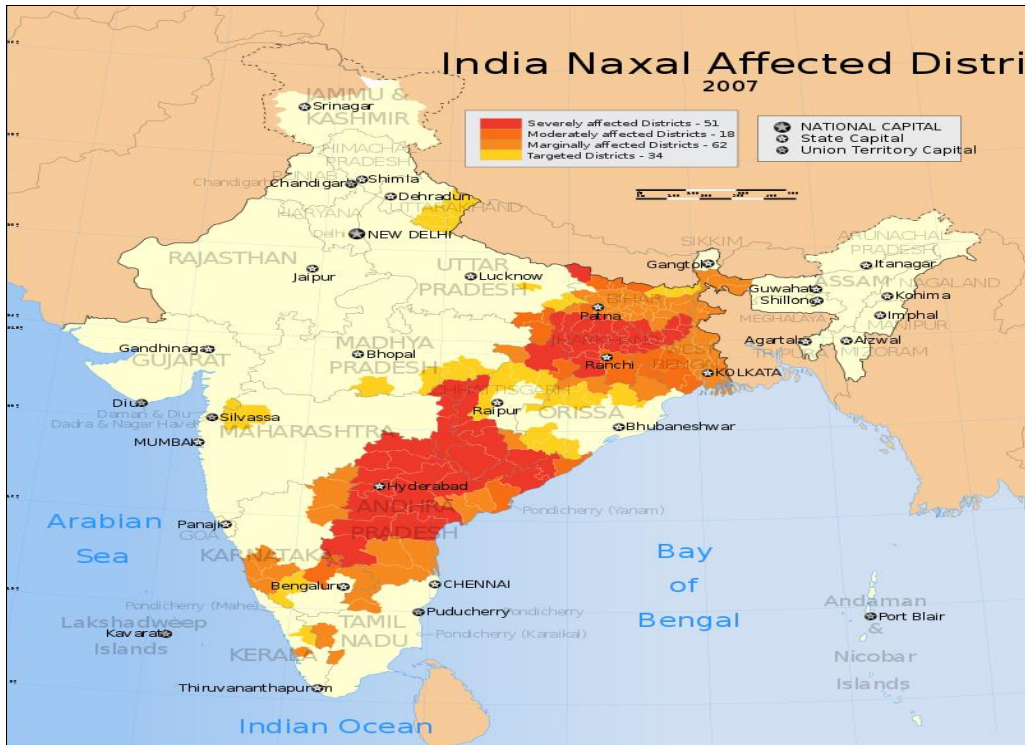 India Naxal Affected Distri
2007
Severely affected Districts - 51
Moderately affected Districts - 18
Marginally affected Districts - 62
Targeted Districts - 34
NATIONAL CAPITAL
State Capital
Union Territory Capital
JAMMU &
KASHMIR
Srinagar
HIMACHAL
PRADESH
Shimla
PUNJAB
Chandigarh
Chandigarh
Dehradun
UTTARAKHAND
HARYANA
Delhi
NEW DELHI
RAJASTHAN
Jaipur
UTTAR
PRADESH
Lucknow
SIKKIM
Gangtok
ARUNACHAL
PRADESH
Itanagar
ASSAM
NAGALAND
Guwahat
Shillon
Kohima
MEGHALAYA
Imphal
MANIPUR
BIHAR
Patna
Agartala
TRIPURA
Aizwal
MIZORAM
Gandhinaga
GUJARAT
MADHYA
PRADESH
Bhopal
JHARKHAND
Ranchi
WEST
BENGAL
KOLKATA
CHHATTISGARH
Raipur
ORISSA
Bhubaneshwar
Diu
Daman & Diu
Dadra & Nagar Haveli
Silvassa
MAHARASHTRA
MUMBAI
Hyderabad
ANDHRA
PRADESH
Pondicherry (Yanam)
Arabian
Sea
Panaji
GOA
KARNATAKA
Bay
of
Bengal
Bengaluru
CHENNAI
Pondicherry (Mahe)
Puducherry
Pondicherry
Lakshadweep
Islands
Kavarati
TAMIL
NADU
Pondicherry (Karaikal)
KERALA
Thiruvananthapuram
Andaman
&
Nicobar
Islands
Port Blair
Indian Ocean